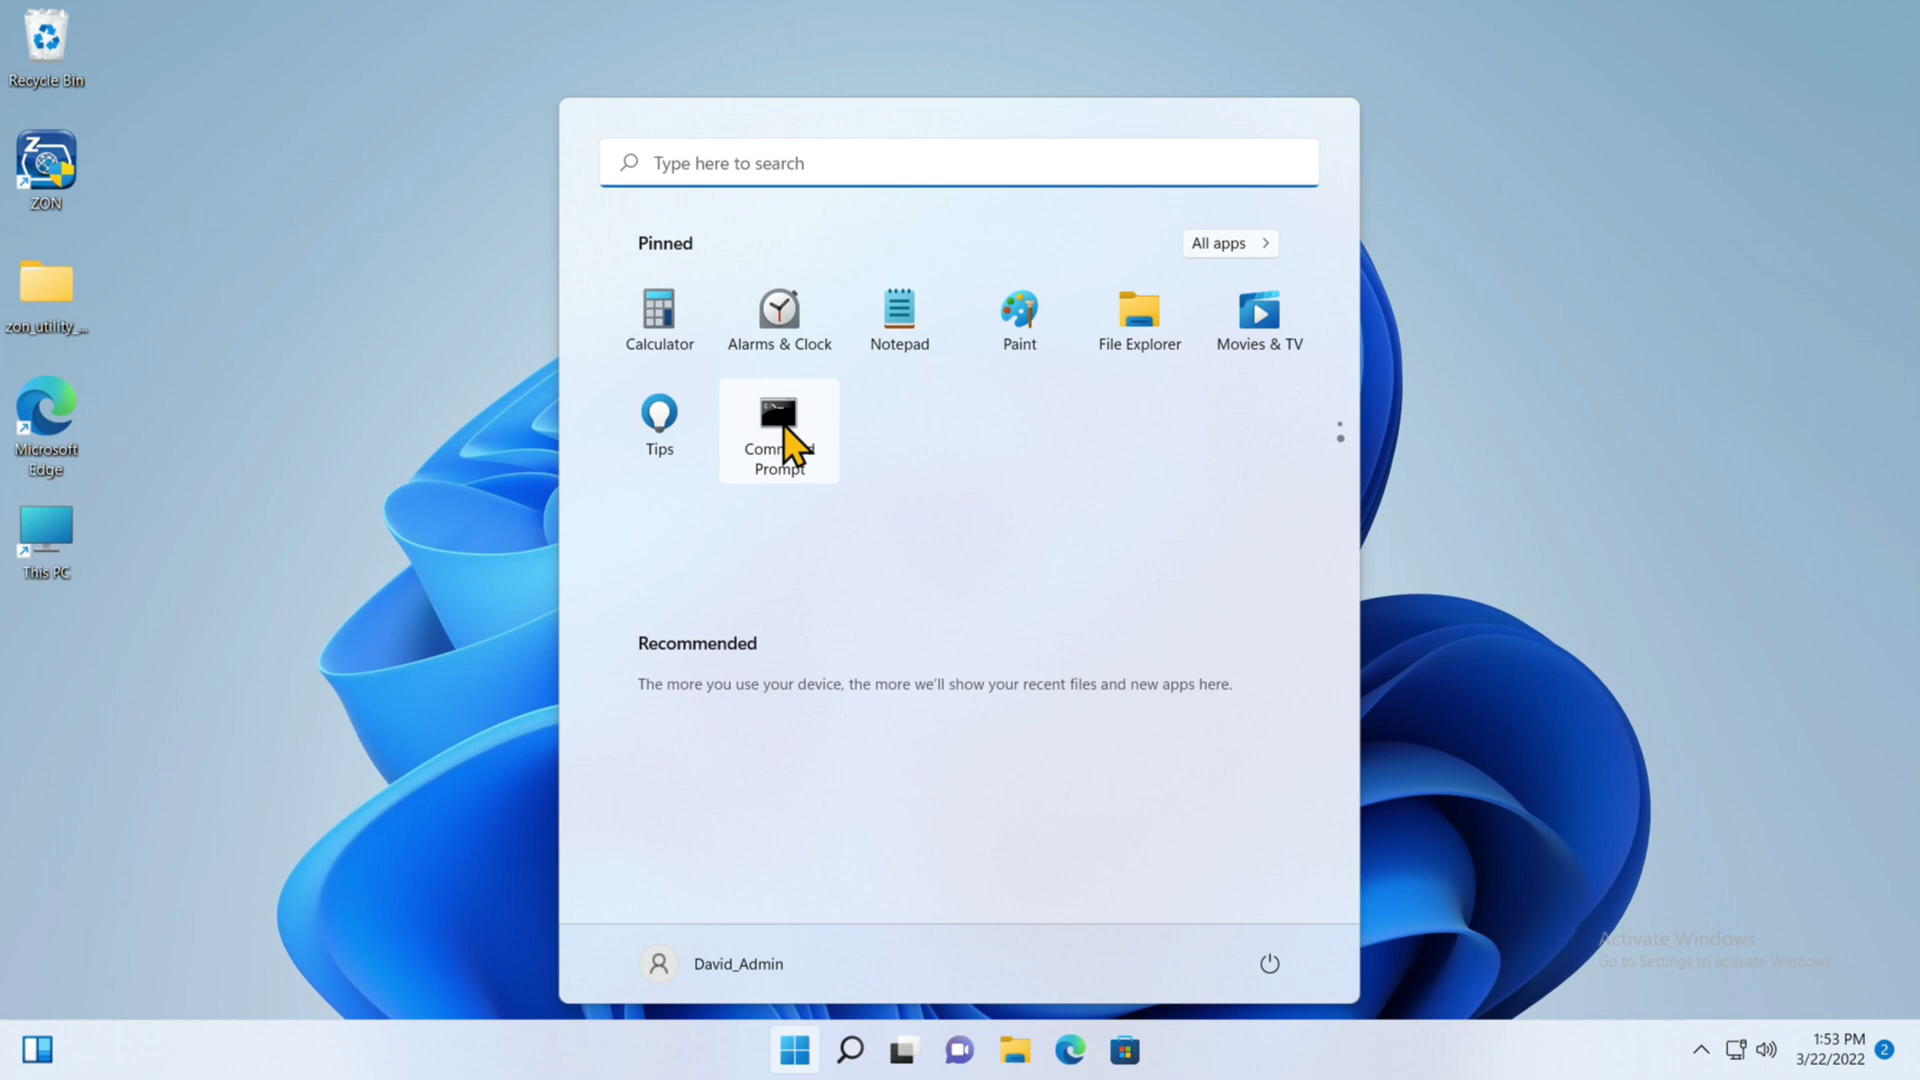 Recycle Bin
ZON
zon_utility_...
Microsoft
Edge
This PC
Type here to search
Pinned
All apps
Calculator
Alarms & Clock
Notepad
Paint
File Explorer
Movies & TV
Tips
Prompt
Recommended
The more you use your device, the more we'll show your recent files and new apps here.
David_Admin
Activate Windows
Go to Settings to activate Windows.
1:53 PM
3/22/2022
2